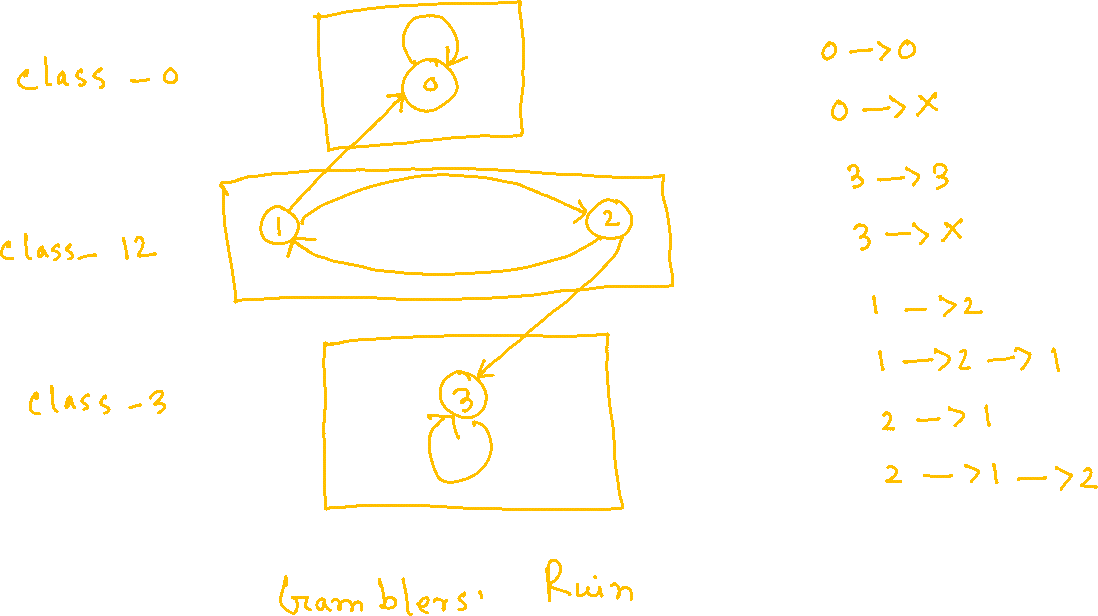 class - 0
0
0 -> 0
0 -> X
3 -> 3
class - 12
1
2
3 -> X
1 -> 2
1 -> 2 -> 1
class - 3
3
2 -> 1
2 -> 1 -> 2
Gamblers' Ruin